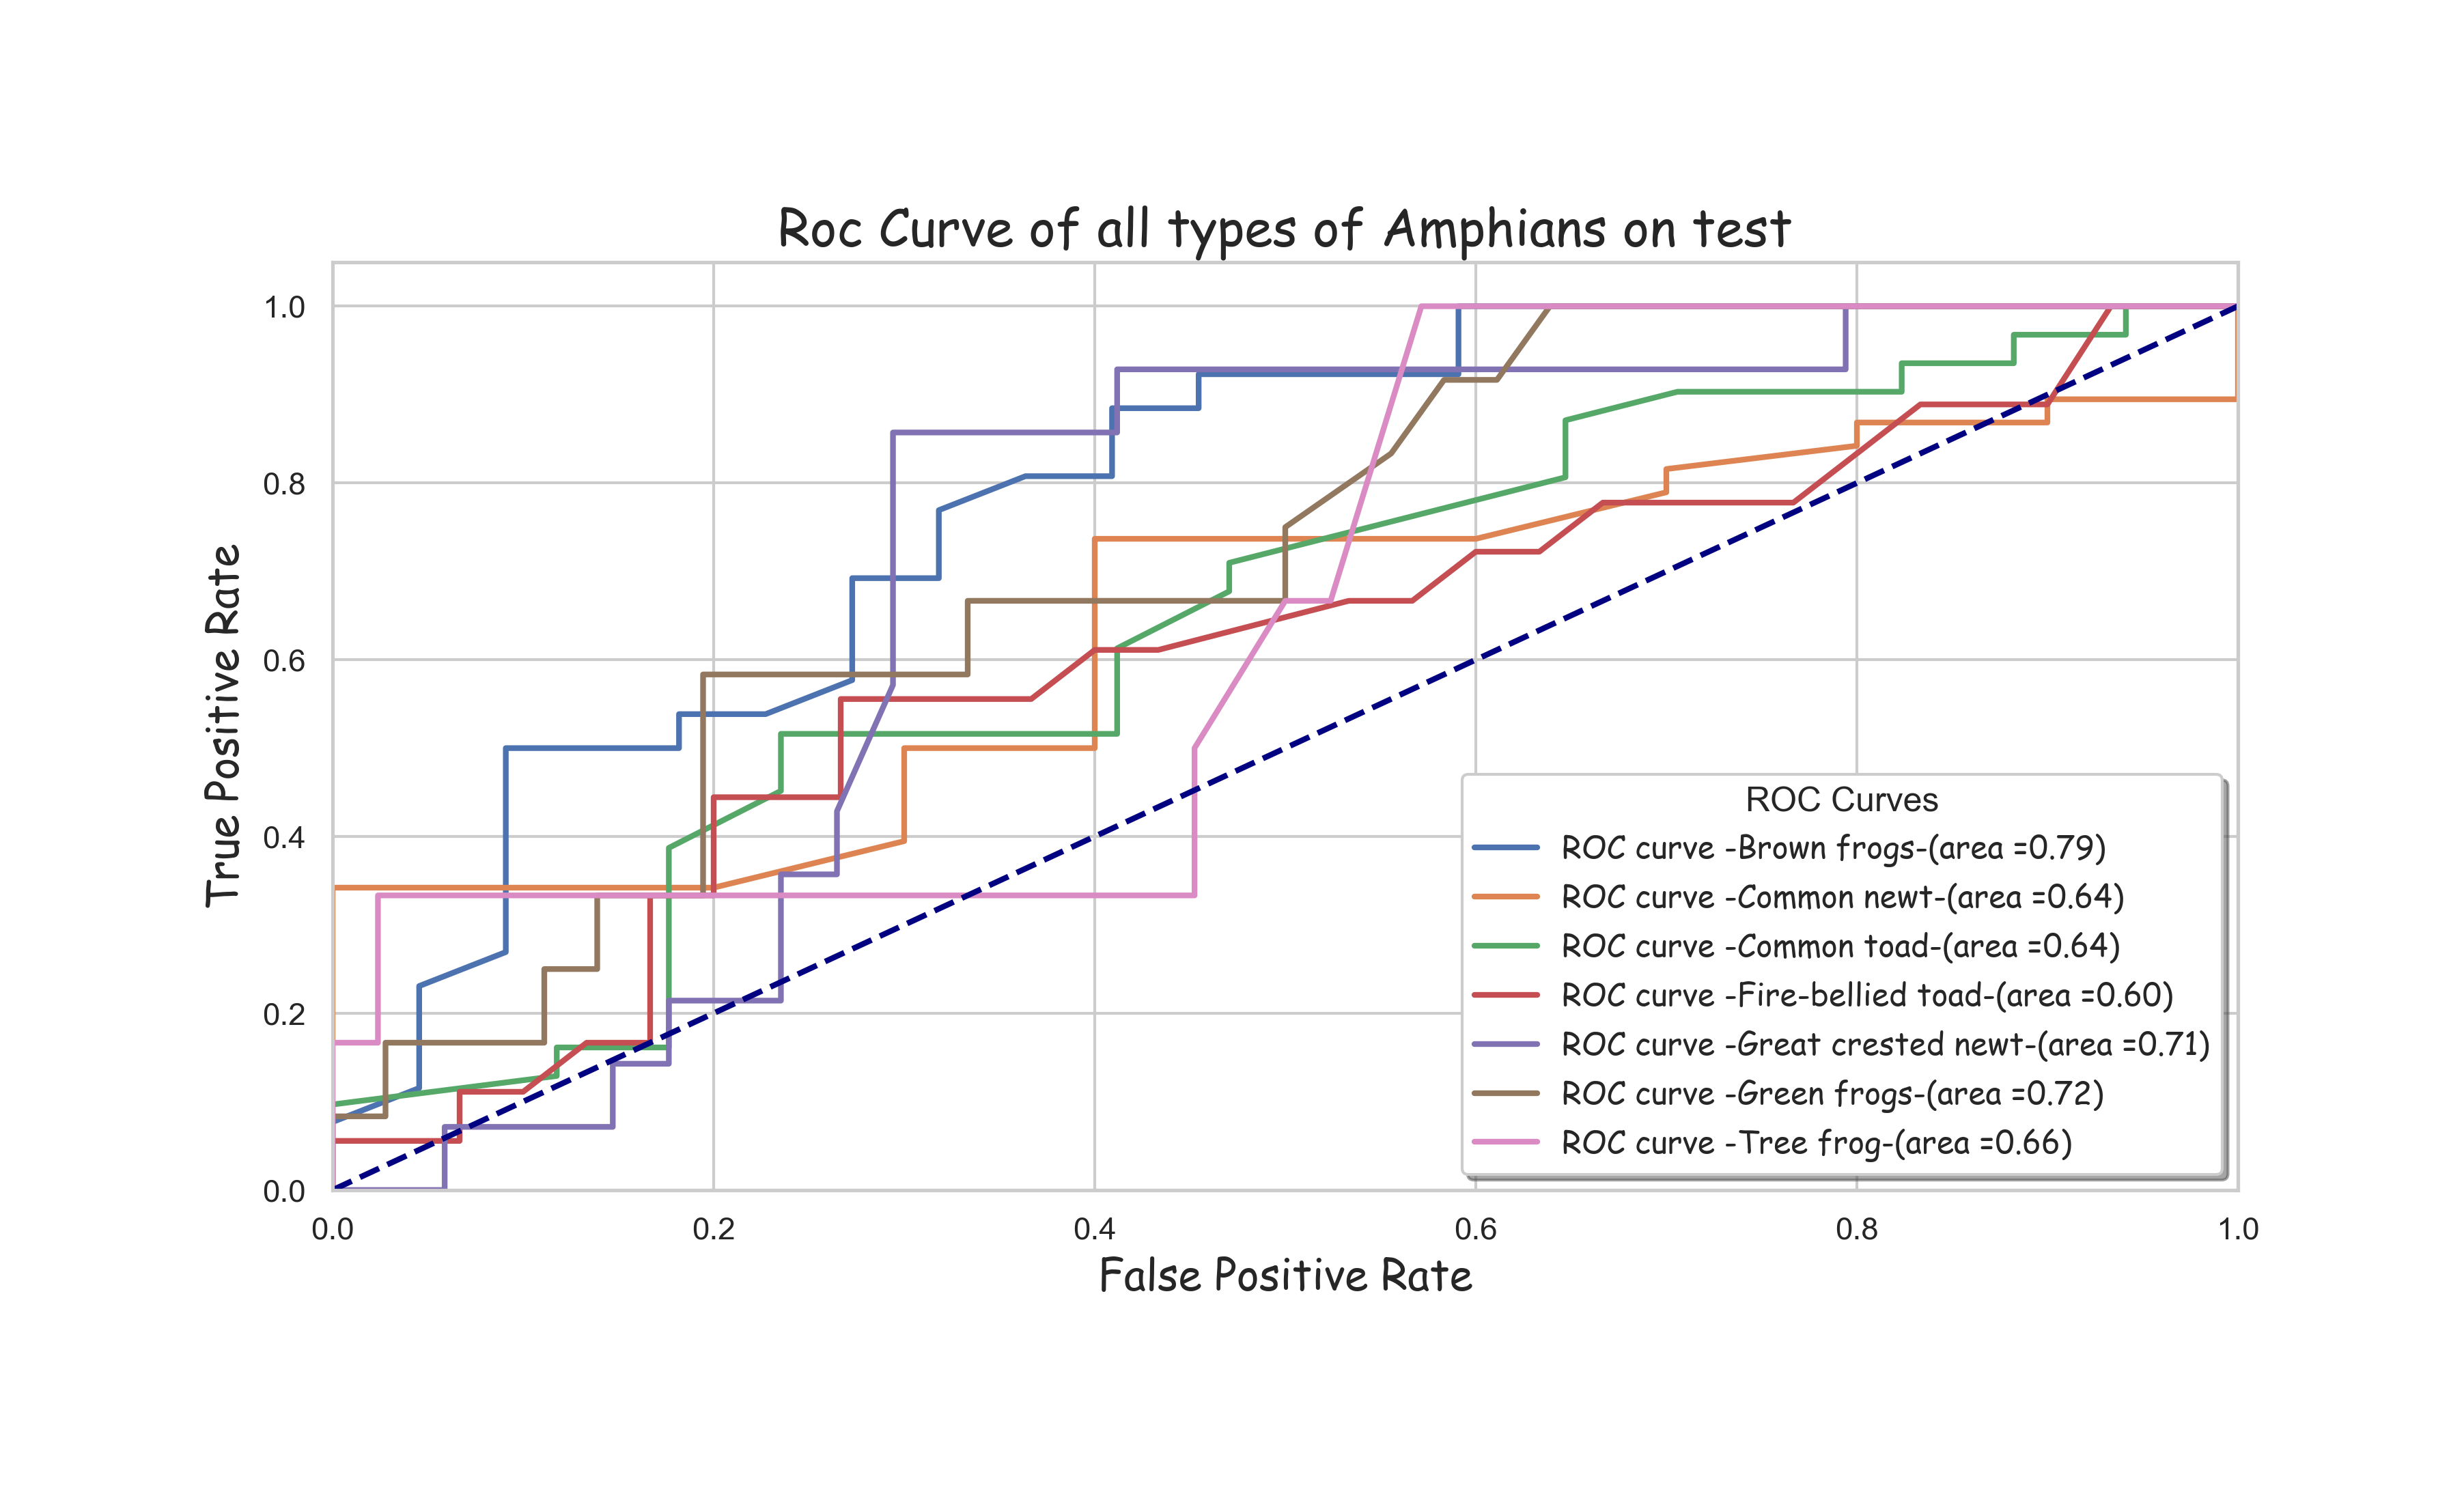 Roc Curve of all types of Amphians on test
1.0
0.8
0.6
0.4
0.2
0.0
True Positive Rate
0.0 0.2 0.4 0.6 0.8 1.0
False Positive Rate
ROC Curves
ROC curve -Brown frogs-(area =0.79)
ROC curve -Common newt-(area =0.64)
ROC curve -Common toad-(area =0.64)
ROC curve -Fire-bellied toad-(area =0.60)
ROC curve -Great crested newt-(area =0.71)
ROC curve -Green frogs-(area =0.72)
ROC curve -Tree frog-(area =0.66)